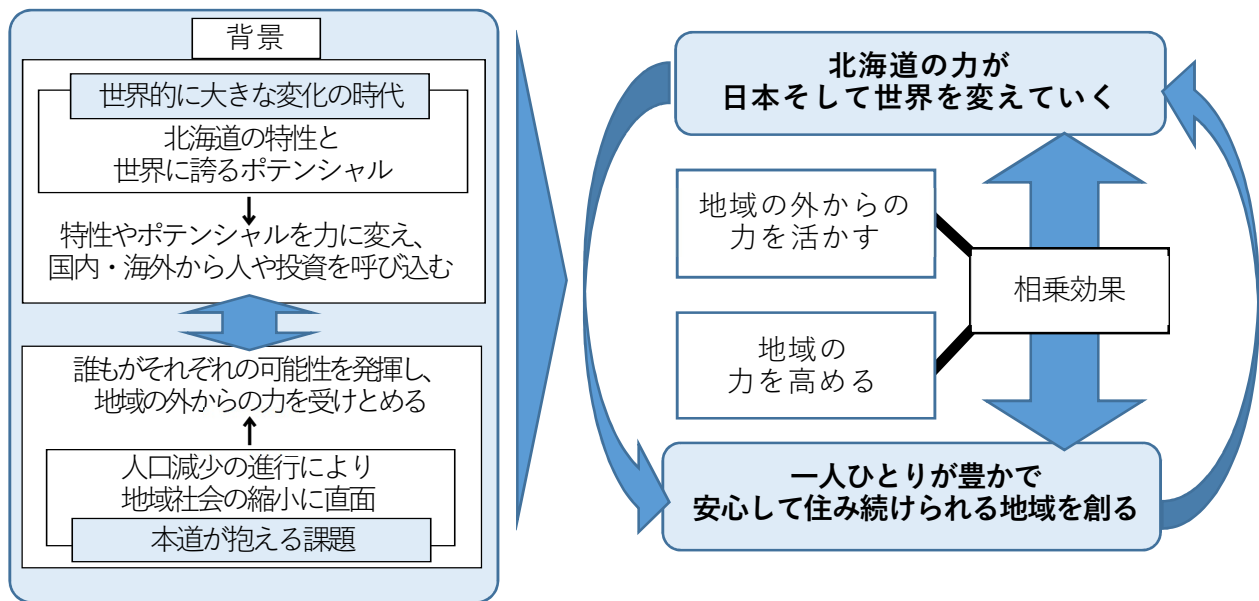 背景
世界的に大きな変化の時代
北海道の特性と
世界に誇るポテンシャル
特性やポテンシャルを力に変え、
国内・海外から人や投資を呼び込む
誰もがそれぞれの可能性を発揮し、
地域の外からの力を受けとめる
人口減少の進行により
地域社会の縮小に直面
本道が抱える課題
北海道の力が
日本そして世界を変えていく
地域の外からの
力を活かす
相乗効果
地域の
力を高める
一人ひとりが豊かで
安心して住み続けられる地域を創る